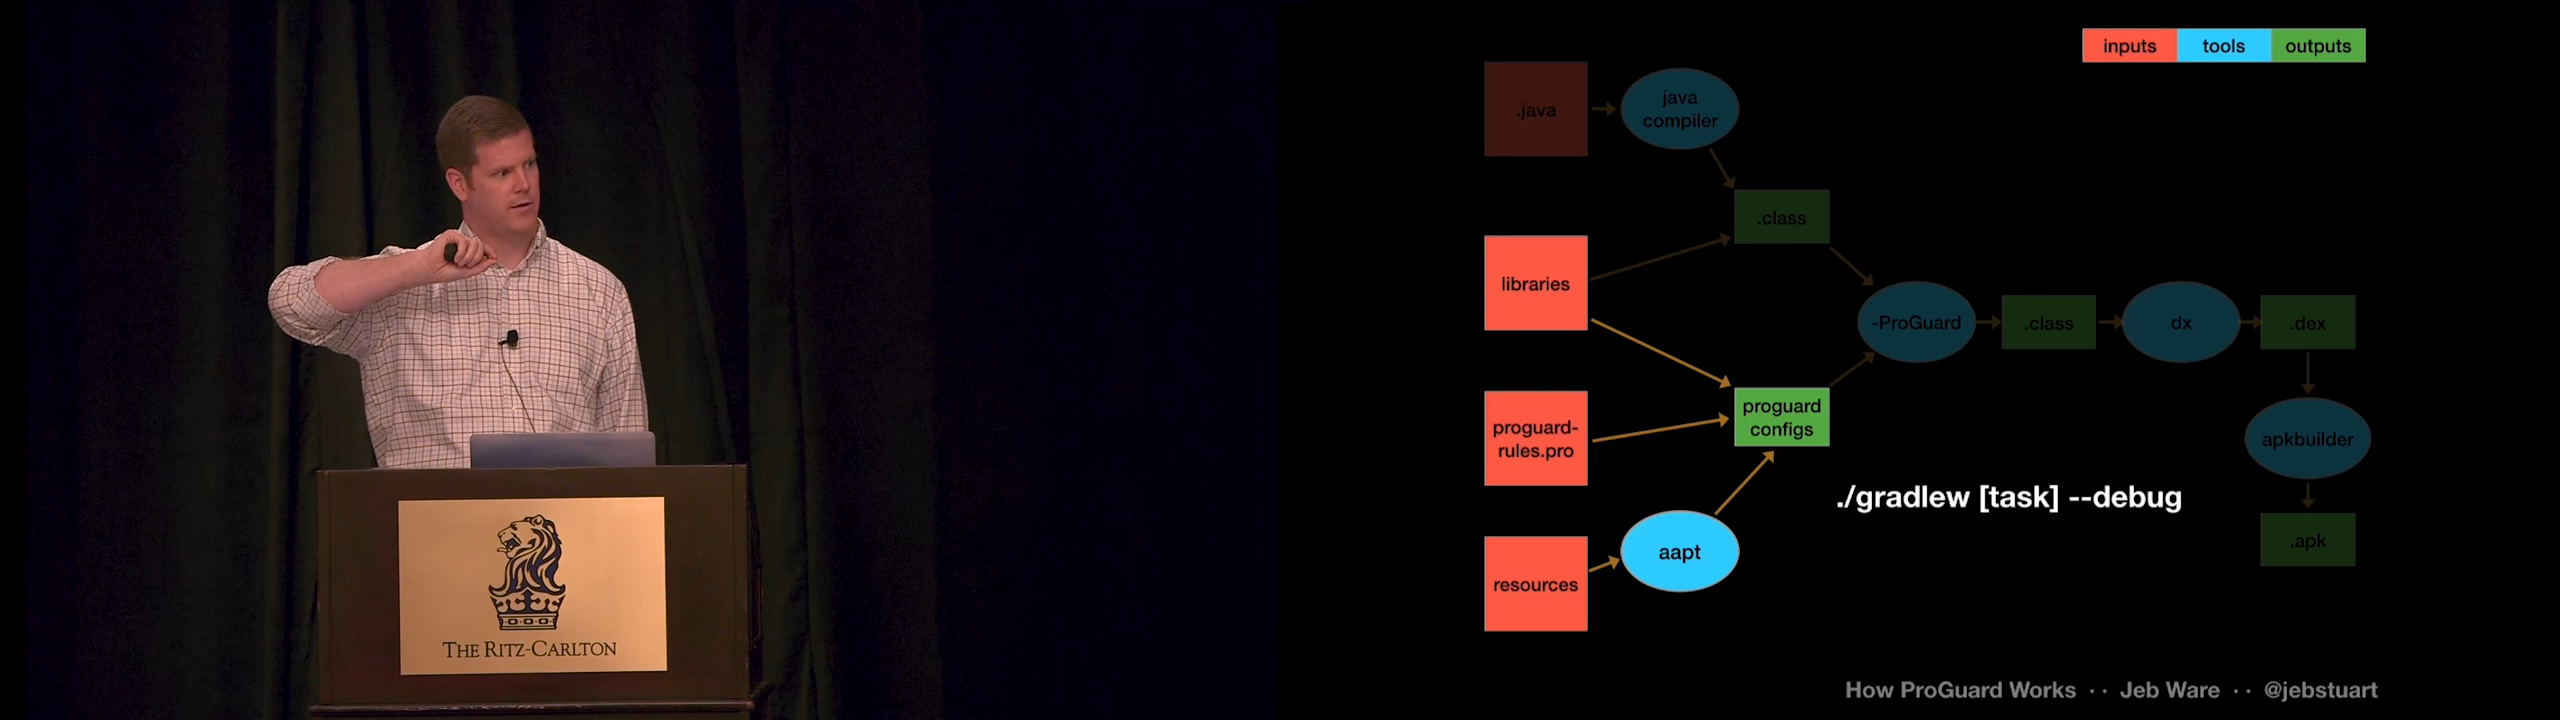 THE RITZ-CARLTON
inputs
tools
outputs
.java
java
compiler
.class
libraries
-ProGuard
.class
dx
.dex
proguard-
rules.pro
proguard
configs
apkbuilder
./gradlew [task] --debug
resources
aapt
.apk
How ProGuard Works ·· Jeb Ware ·· @jebstuart